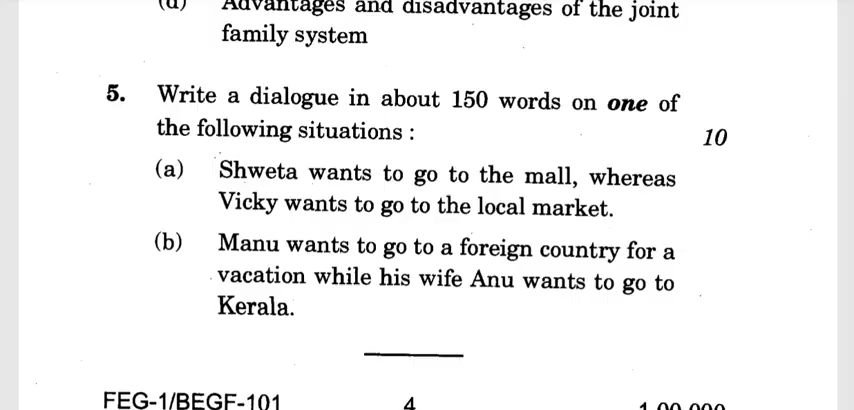 (d) Advantages and disadvantages of the joint
family system
5. Write a dialogue in about 150 words on one of
the following situations : 10
(a) Shweta wants to go to the mall, whereas
Vicky wants to go to the local market.
(b) Manu wants to go to a foreign country for a
vacation while his wife Anu wants to go to
Kerala.
FEG-1/BEGF-101 4 1,00,000